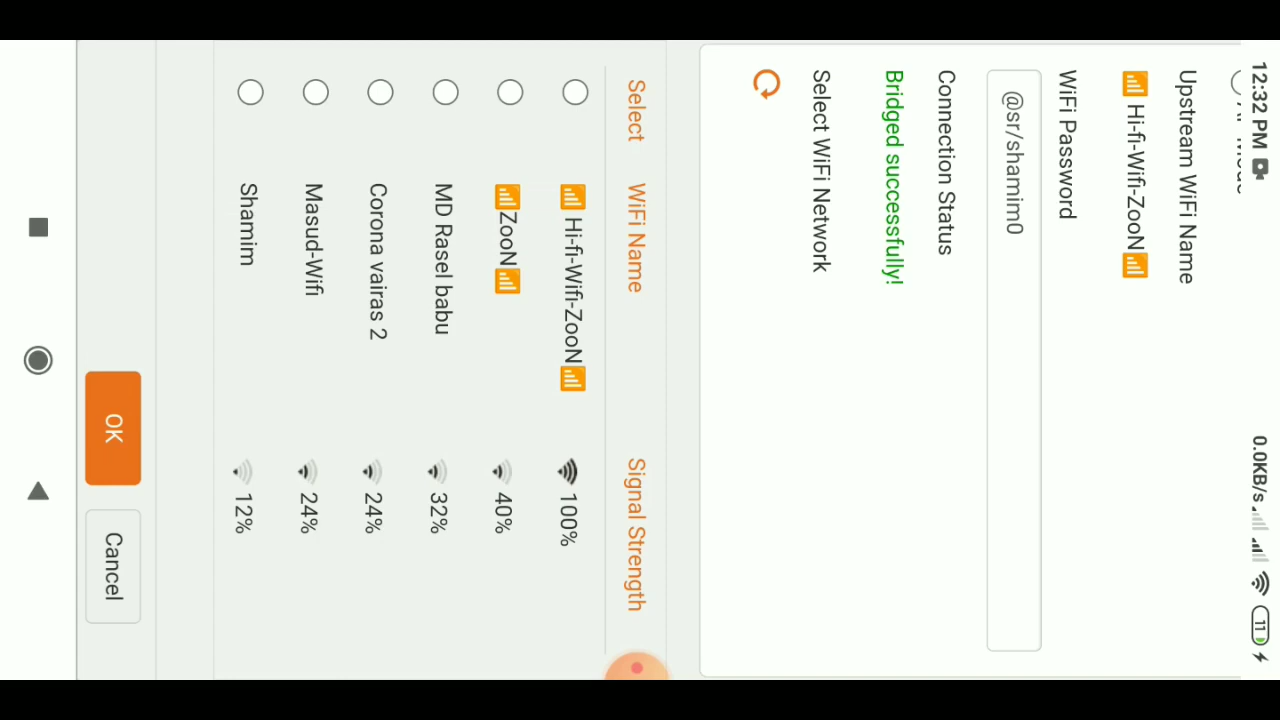 12:32 PM 0.0KB/s 11
Upstream WiFi Name
📶 Hi-fi-Wifi-ZooN📶
WiFi Password
@sr/shamim0
Connection Status
Bridged successfully!
Select WiFi Network
Select WiFi Name Signal Strength
📶 Hi-fi-Wifi-ZooN📶 100%
📶ZooN📶 40%
MD Rasel babu 32%
Corona vairas 2 24%
Masud-Wifi 24%
Shamim 12%
OK Cancel